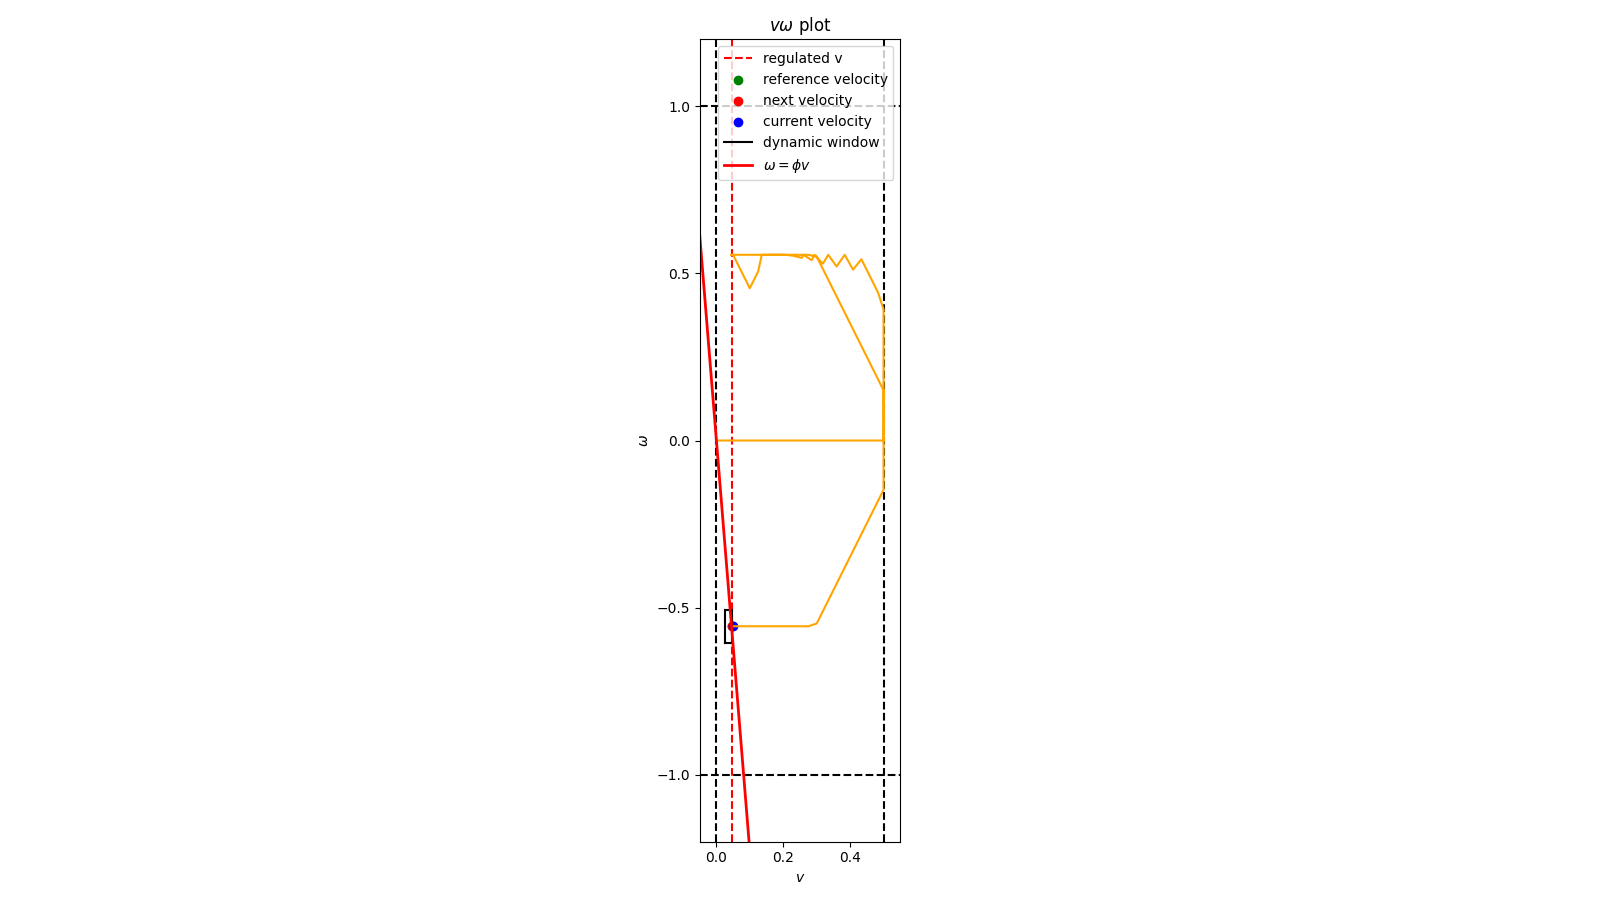 vω plot
regulated v
reference velocity
next velocity
current velocity
dynamic window
ω = ϕv
1.0
0.5
0.0
−0.5
−1.0
ω
0.0 0.2 0.4
v